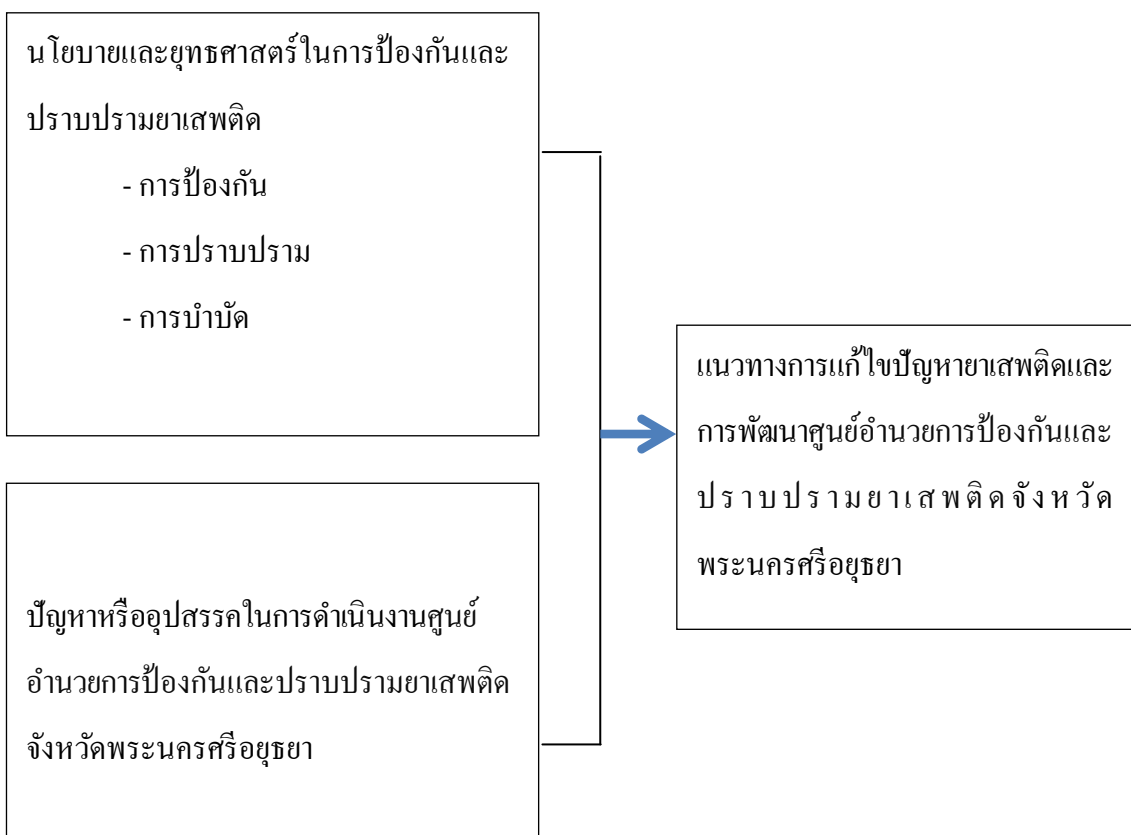 นโยบายและยุทธศาสตร์ในการป้องกันและ
ปราบปรามยาเสพติด
- การป้องกัน
- การปราบปราม
- การบำบัด
ปัญหาหรืออุปสรรคในการดำเนินงานศูนย์
อำนวยการป้องกันและปราบปรามยาเสพติด
จังหวัดพระนครศรีอยุธยา
แนวทางการแก้ไขปัญหายาเสพติดและ
การพัฒนาศูนย์อำนวยการป้องกันและ
ปราบปรามยาเสพติดจังหวัด
พระนครศรีอยุธยา